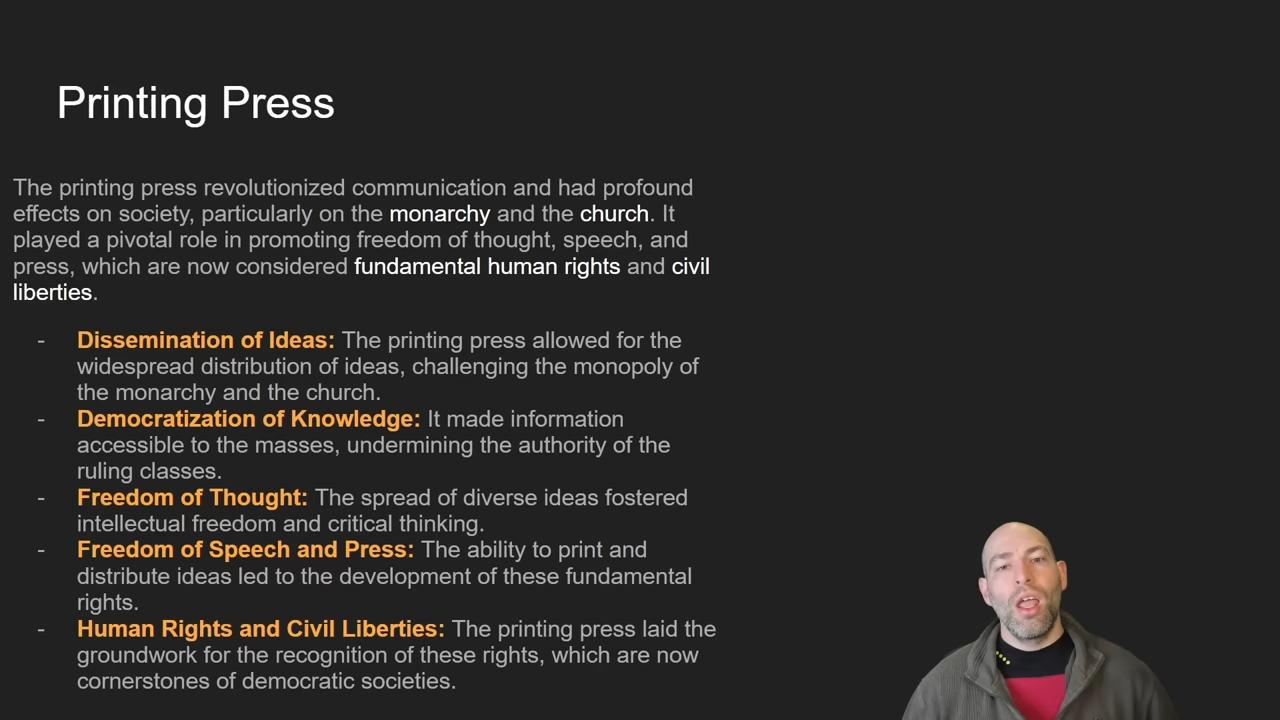 Printing Press
The printing press revolutionized communication and had profound
effects on society, particularly on the monarchy and the church. It
played a pivotal role in promoting freedom of thought, speech, and
press, which are now considered fundamental human rights and civil
liberties.
- Dissemination of Ideas: The printing press allowed for the
widespread distribution of ideas, challenging the monopoly of
the monarchy and the church.
- Democratization of Knowledge: It made information
accessible to the masses, undermining the authority of the
ruling classes.
- Freedom of Thought: The spread of diverse ideas fostered
intellectual freedom and critical thinking.
- Freedom of Speech and Press: The ability to print and
distribute ideas led to the development of these fundamental
rights.
- Human Rights and Civil Liberties: The printing press laid the
groundwork for the recognition of these rights, which are now
cornerstones of democratic societies.